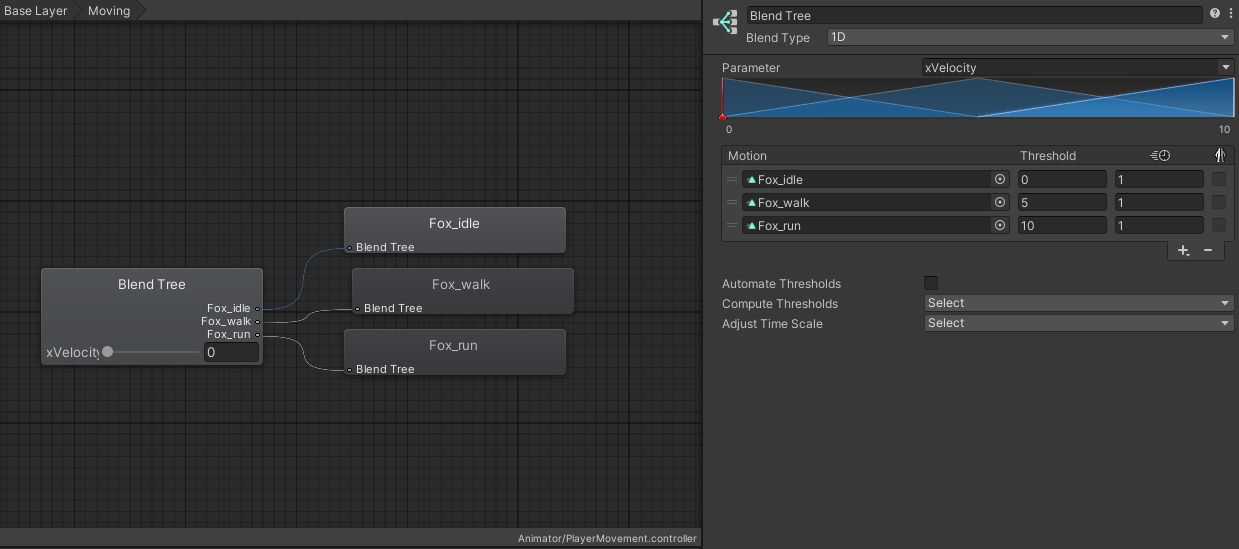 Base Layer Moving
Fox_idle
Blend Tree
Blend Tree
Fox_idle
Fox_walk
Fox_run
xVelocity 0
Fox_walk
Blend Tree
Fox_run
Blend Tree
Animator/PlayerMovement.controller
Blend Tree
Blend Type 1D
Parameter xVelocity
0 10
Motion Threshold
Fox_idle 0 1
Fox_walk 5 1
Fox_run 10 1
+ −
Automate Thresholds
Compute Thresholds Select
Adjust Time Scale Select